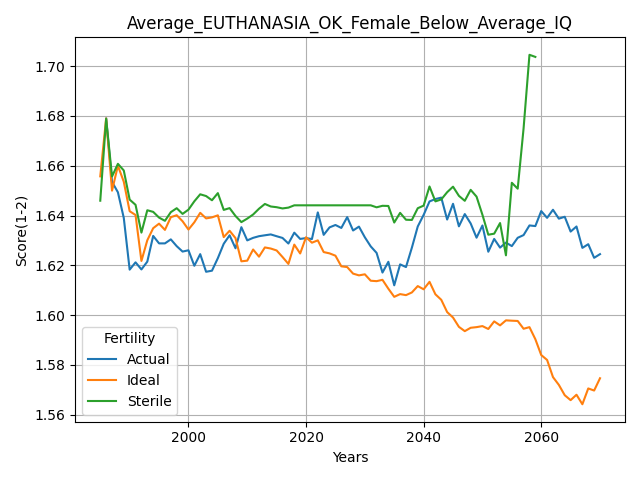 Average_EUTHANASIA_OK_Female_Below_Average_IQ
Score(1-2)
1.70
1.68
1.66
1.64
1.62
1.60
1.58
1.56
Fertility
Actual
Ideal
Sterile
2000
2020
2040
2060
Years